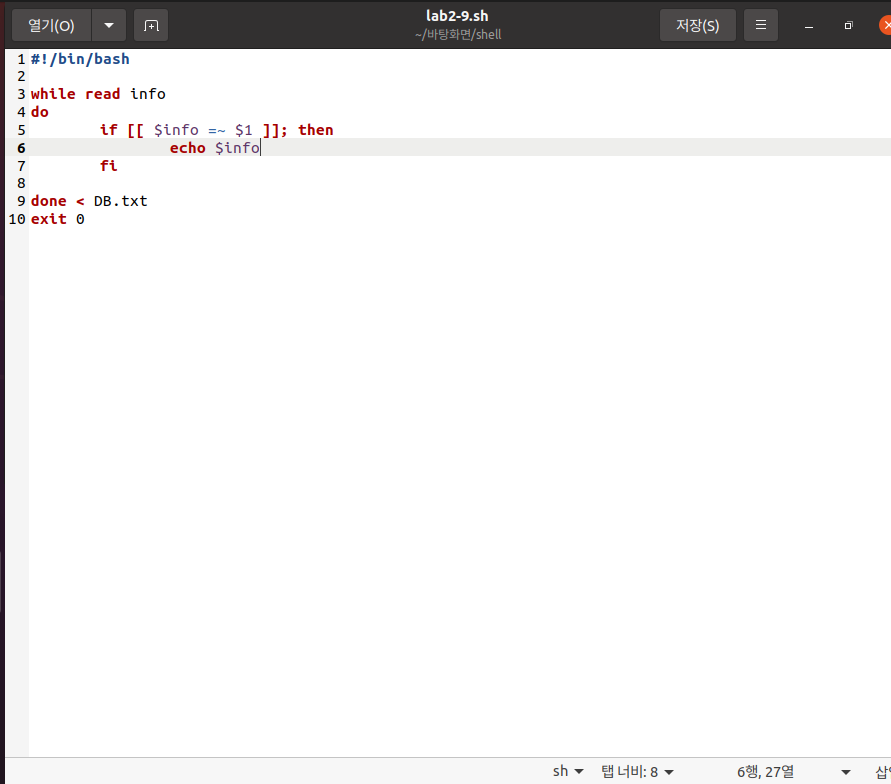 열기(O)
lab2-9.sh
~/바탕화면/shell
저장(S)
1 #!/bin/bash
2
3 while read info
4 do
5 if [[ $info =~ $1 ]]; then
6 echo $info
7 fi
8
9 done < DB.txt
10 exit 0
sh 탭 너비: 8 6행, 27열